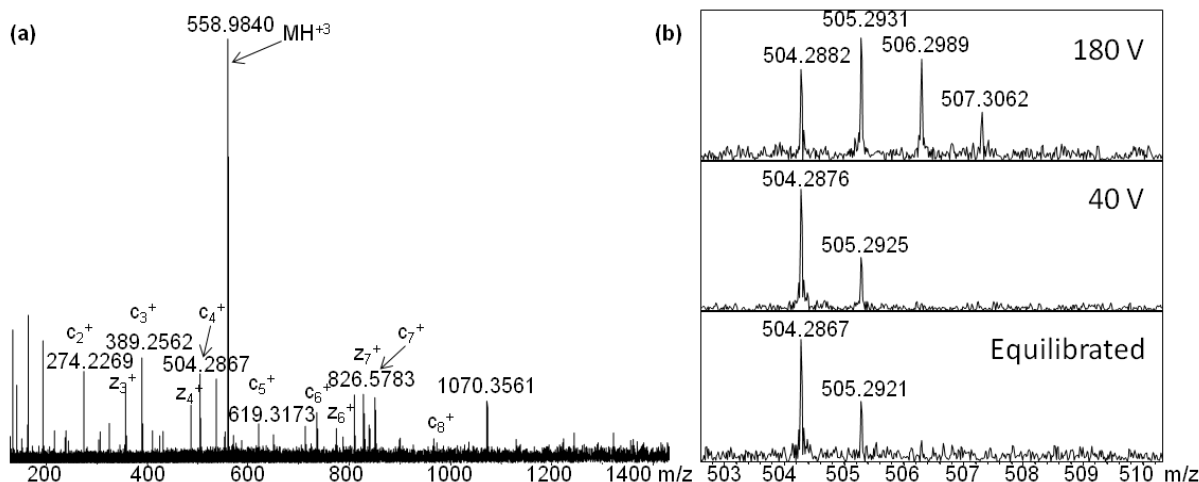 (a)
558.9840
MH+3
c2+
274.2269
z3+
c3+
389.2562
z4+
c4+
504.2867
c5+
619.3173
c6+
z6+
z7+
826.5783
c7+
c8+
1070.3561
200 400 600 800 1000 1200 1400 m/z
(b)
180 V
504.2882
505.2931
506.2989
507.3062
40 V
504.2876
505.2925
Equilibrated
504.2867
505.2921
503 504 505 506 507 508 509 510 m/z